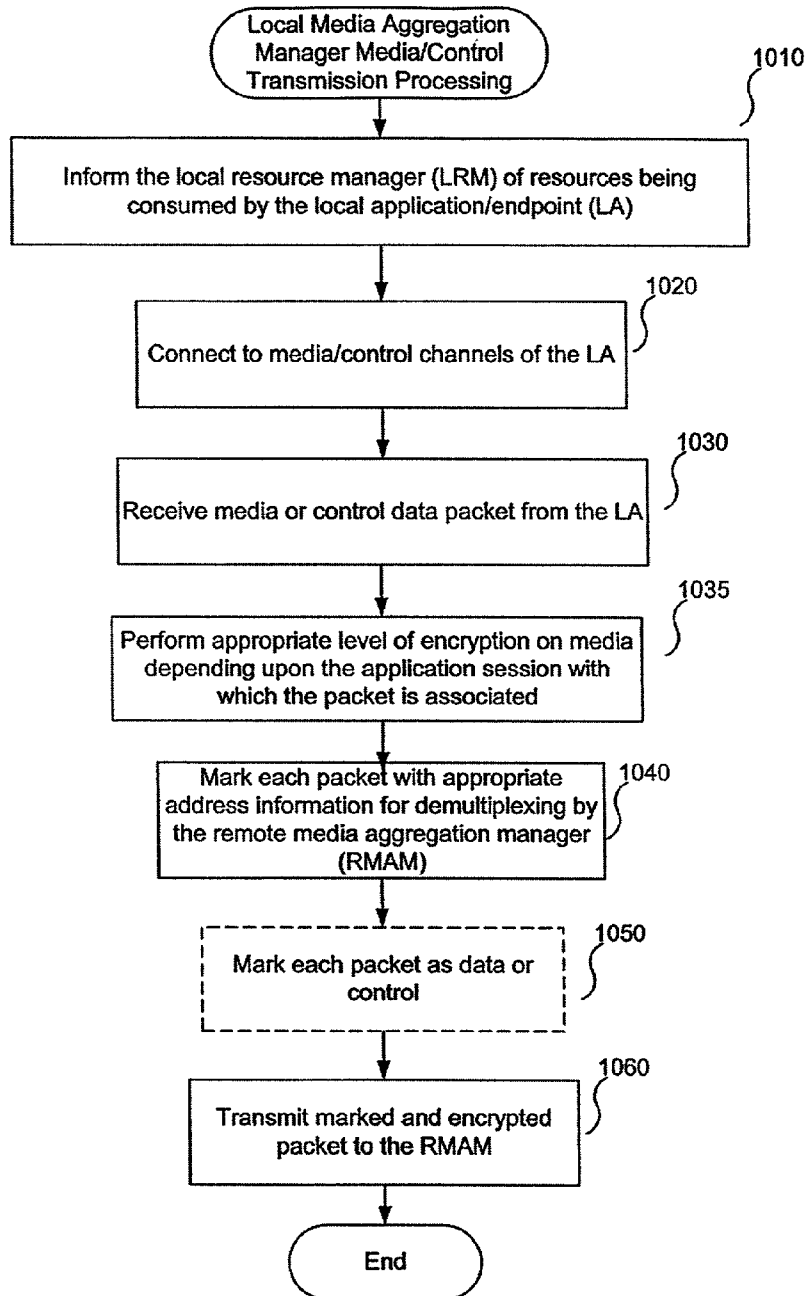 Local Media Aggregation
Manager Media/Control
Transmission Processing
1010
Inform the local resource manager (LRM) of resources being
consumed by the local application/endpoint (LA)
1020
Connect to media/control channels of the LA
1030
Receive media or control data packet from the LA
1035
Perform appropriate level of encryption on media
depending upon the application session with
which the packet is associated
1040
Mark each packet with appropriate
address information for demultiplexing by
the remote media aggregation manager
(RMAM)
1050
Mark each packet as data or
control
1060
Transmit marked and encrypted
packet to the RMAM
End